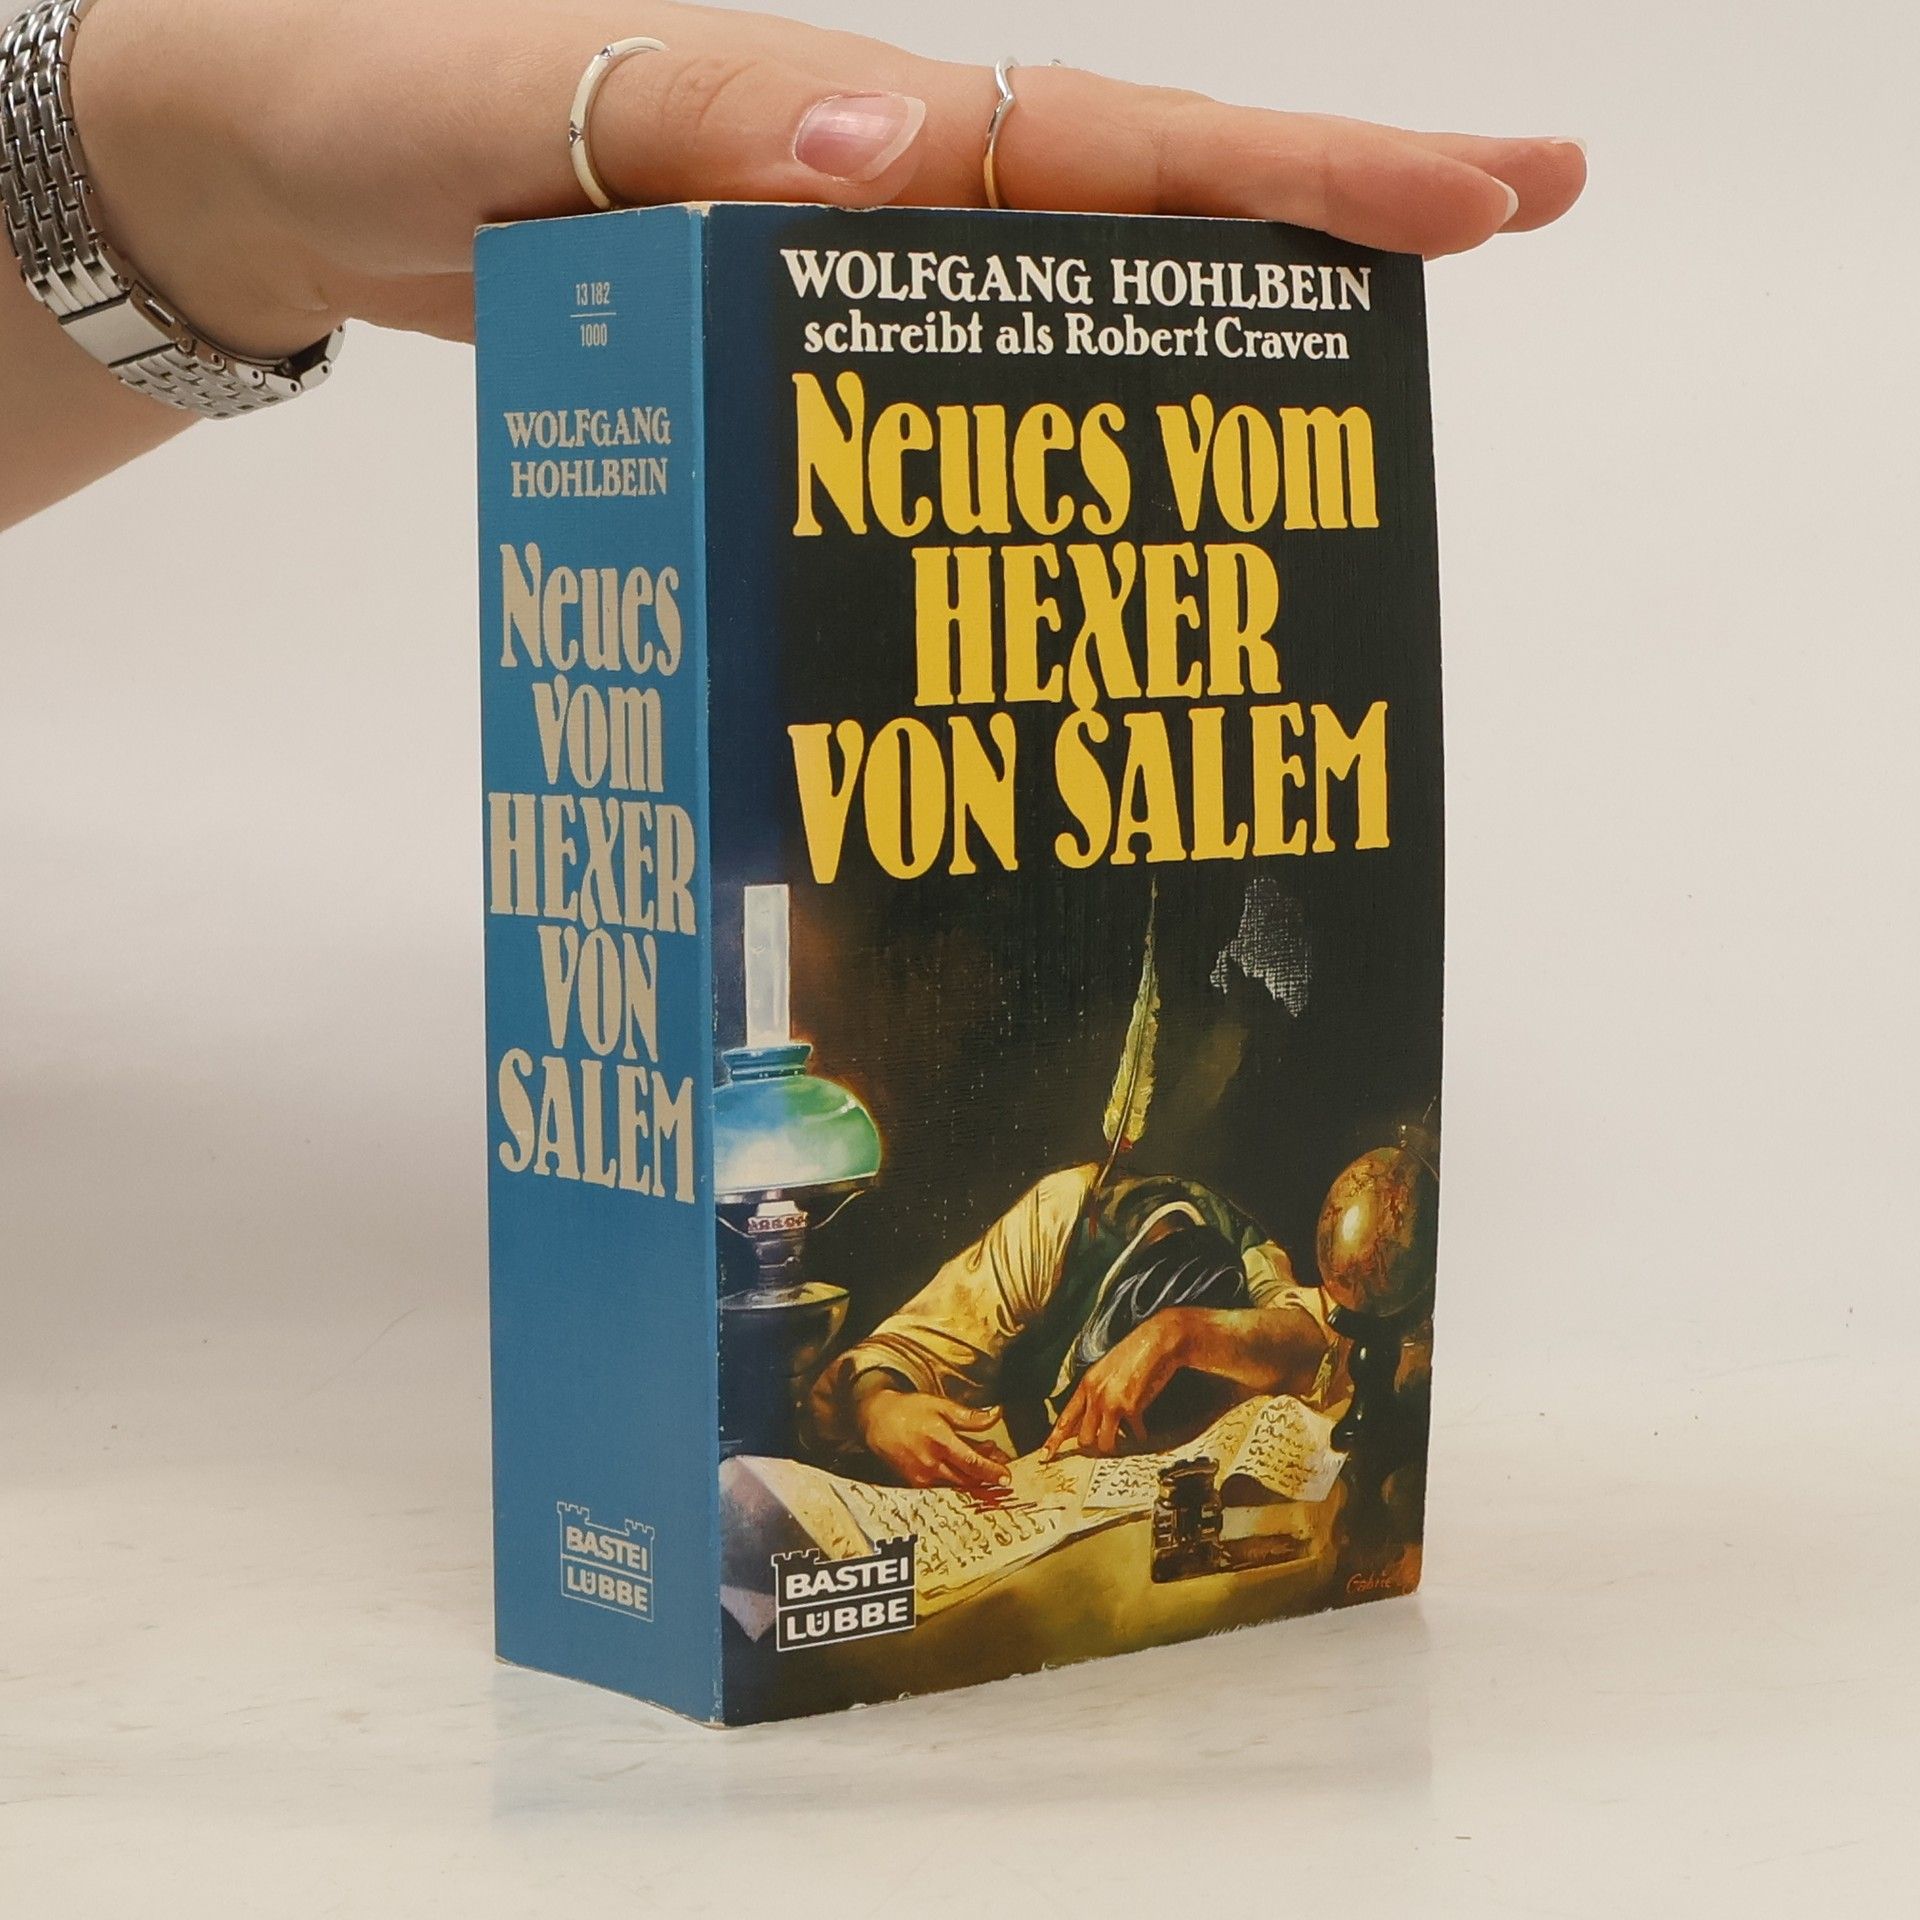 13 182
1000
WOLFGANG
HOHLBEIN
Neues
vom
HEXER
VON
SALEM
BASTEI
LÜBBE
WOLFGANG HOHLBEIN
schreibt als Robert Craven
Neues vom
HEXER
VON SALEM
BASTEI
LÜBBE